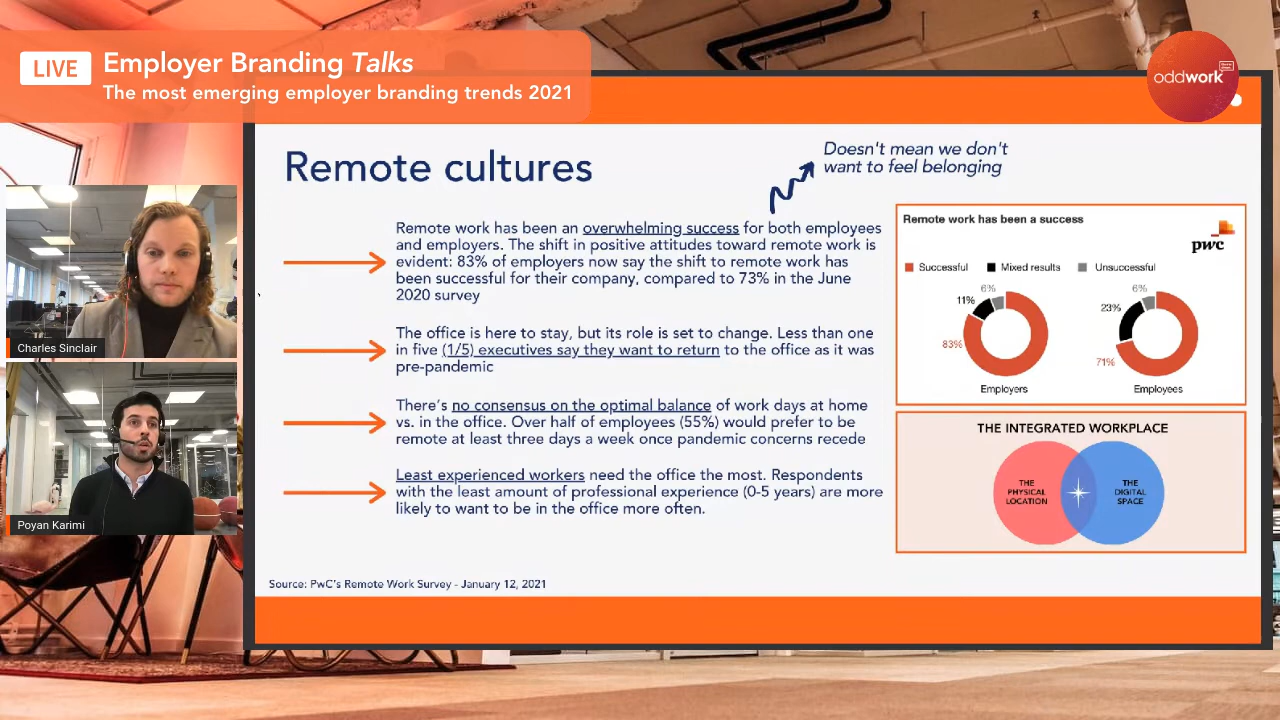 LIVE
Employer Branding Talks
The most emerging employer branding trends 2021
oddwork
Charles Sinclair
Poyan Karimi
Remote cultures
Doesn't mean we don't
want to feel belonging
Remote work has been an overwhelming success for both employees
and employers. The shift in positive attitudes toward remote work is
evident: 83% of employers now say the shift to remote work has
been successful for their company, compared to 73% in the June
2020 survey
The office is here to stay, but its role is set to change. Less than one
in five (1/5) executives say they want to return to the office as it was
pre-pandemic
There's no consensus on the optimal balance of work days at home
vs. in the office. Over half of employees (55%) would prefer to be
remote at least three days a week once pandemic concerns recede
Least experienced workers need the office the most. Respondents
with the least amount of professional experience (0-5 years) are more
likely to want to be in the office more often.
Source: PwC's Remote Work Survey - January 12, 2021
Remote work has been a success
pwc
Successful Mixed results Unsuccessful
6%
11%
83%
Employers
6%
23%
71%
Employees
THE INTEGRATED WORKPLACE
THE
PHYSICAL
LOCATION
THE
DIGITAL
SPACE